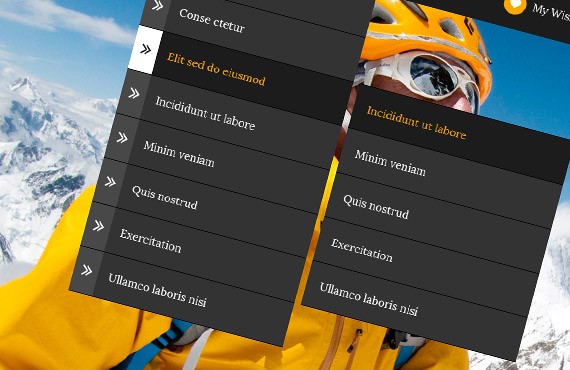 My Wis
Conse ctetur
Elit sed do eiusmod
Incididunt ut labore
Minim veniam
Quis nostrud
Exercitation
Ullamco laboris nisi
Incididunt ut labore
Minim veniam
Quis nostrud
Exercitation
Ullamco laboris nisi